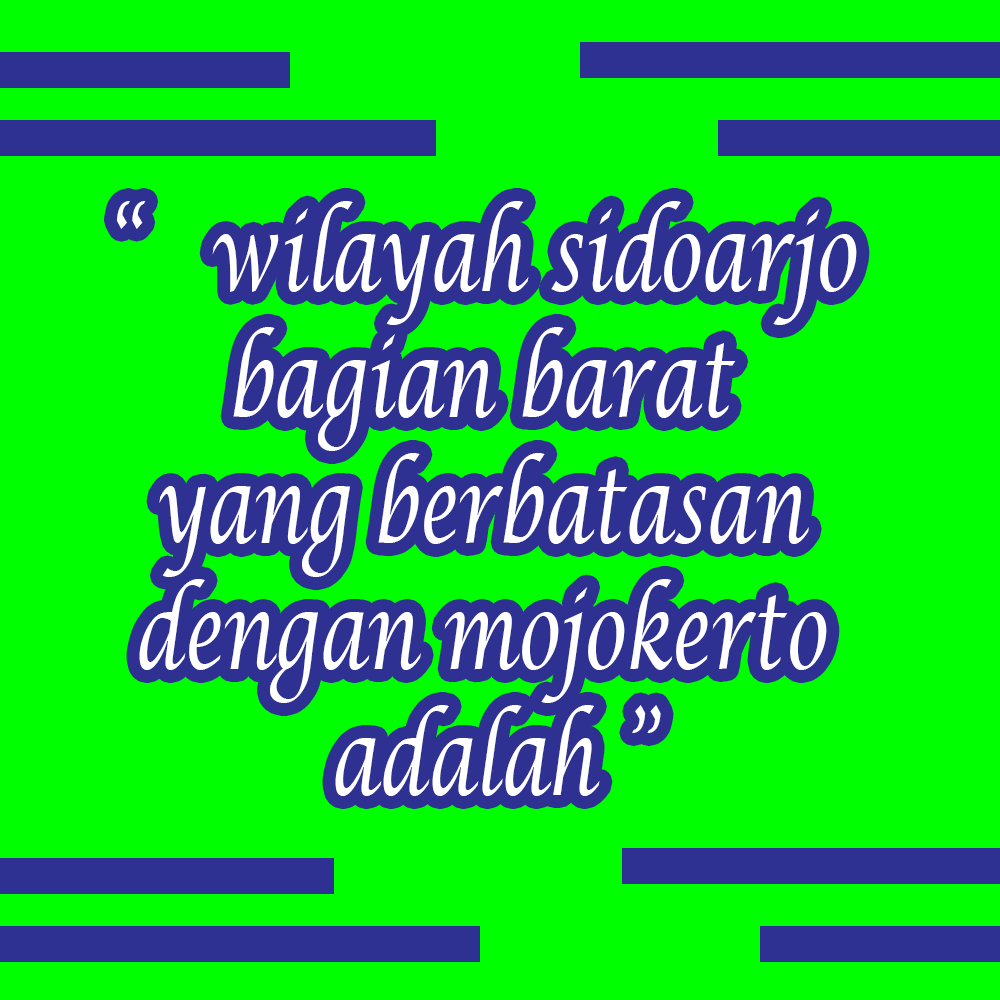 “ wilayah sidoarjo
bagian barat
yang berbatasan
dengan mojokerto
adalah ”